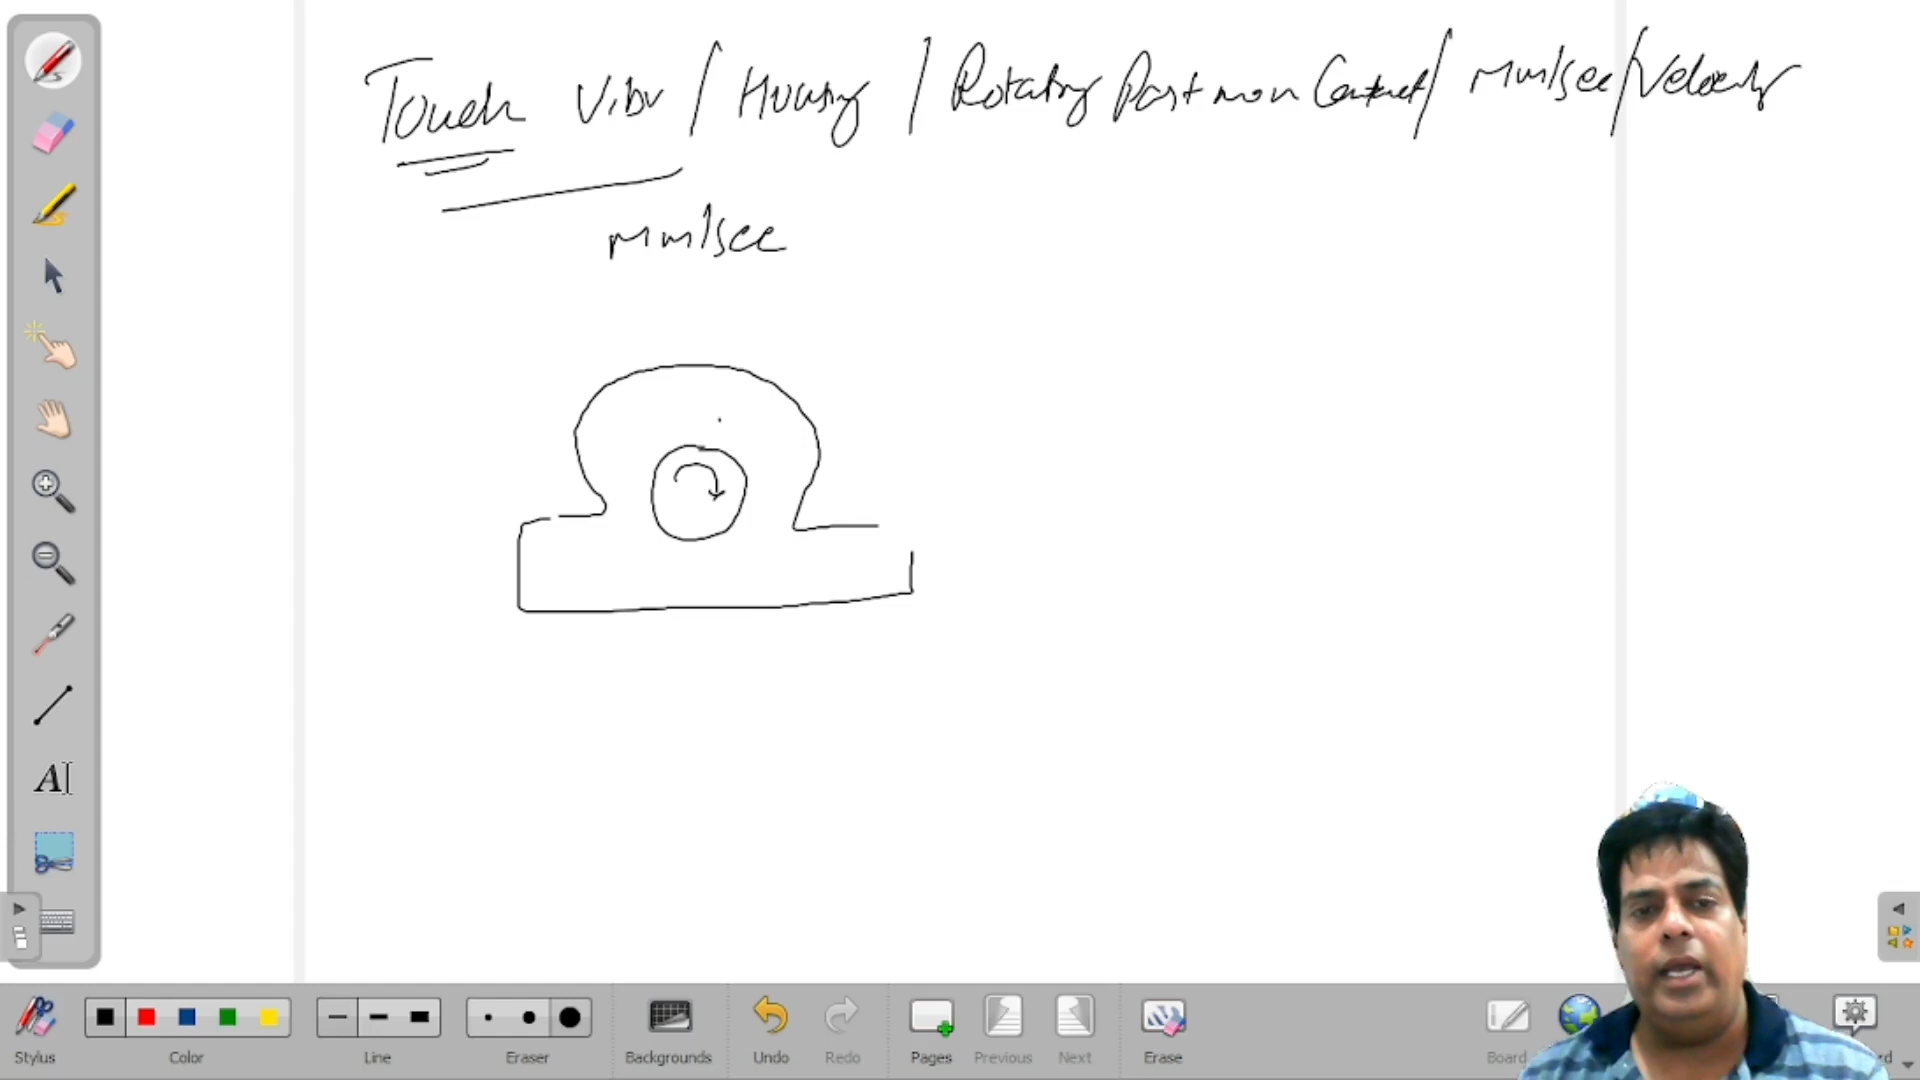 Touch Vibr / Housing / Rotating Part non Contact / mm/sec / Velocity
mm/sec
A
Stylus
Color
Line
Eraser
Backgrounds
Undo
Redo
Pages
Previous
Next
Erase
Board